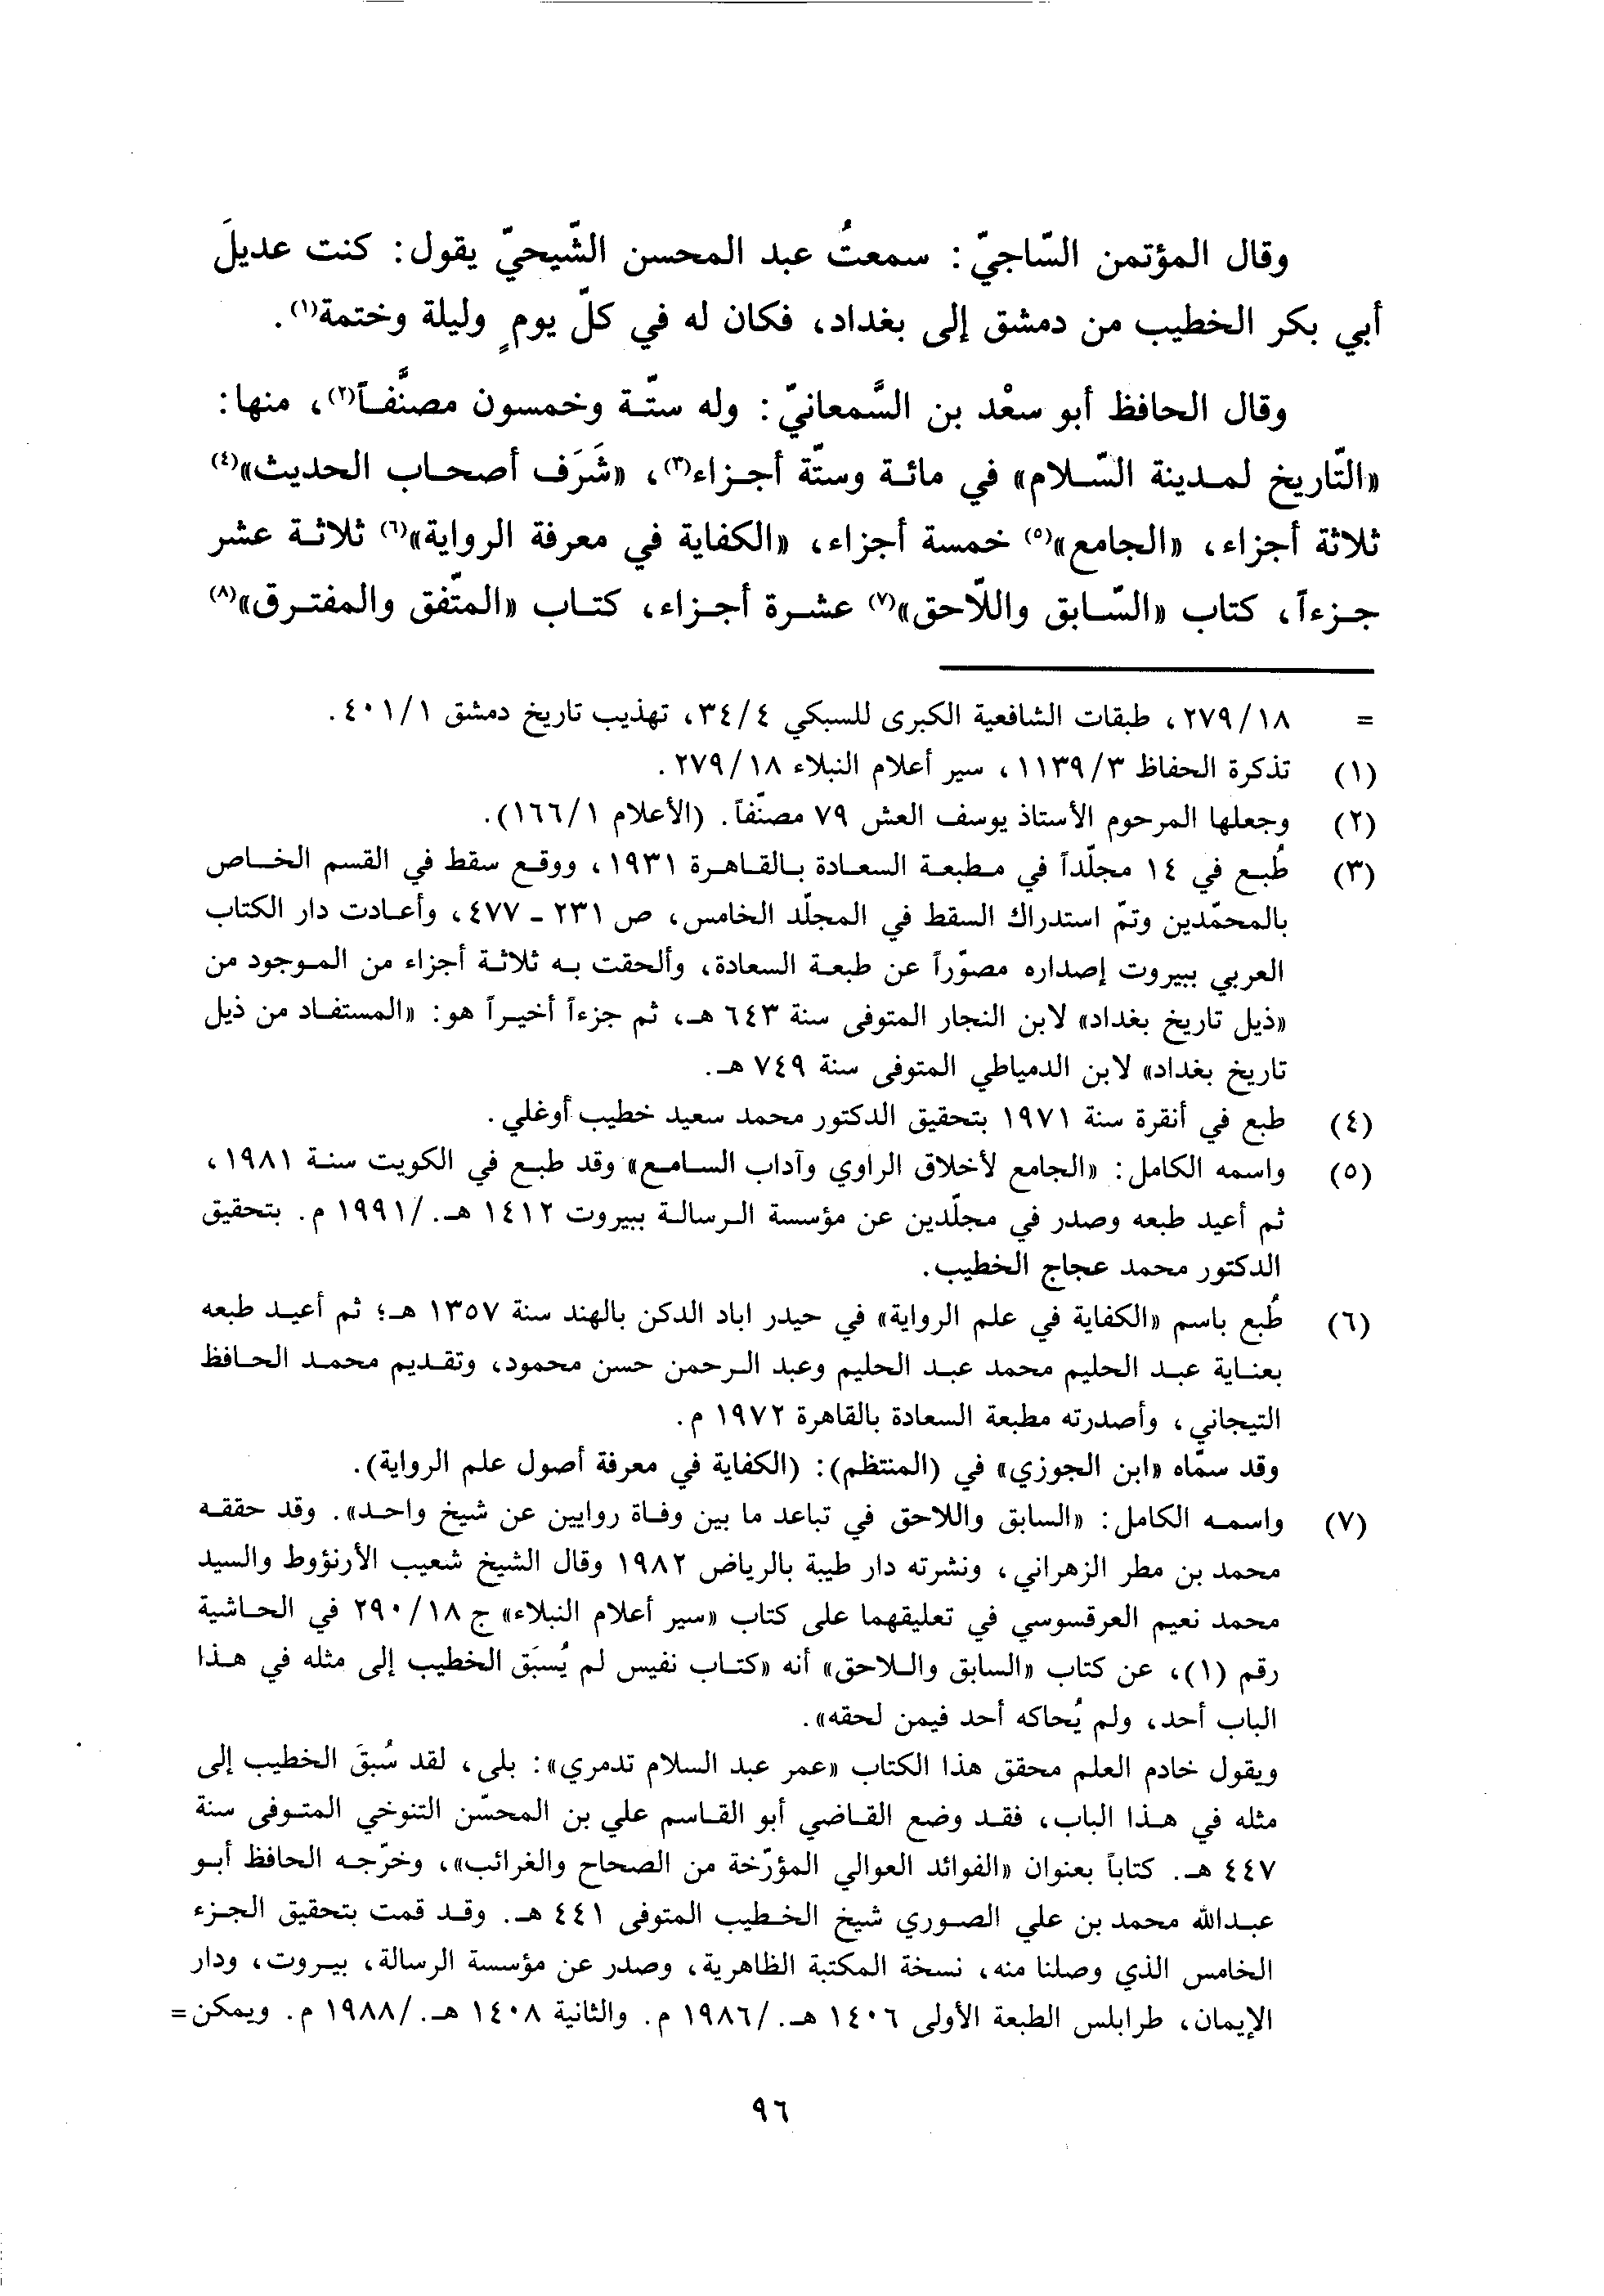 وقال المؤتمن السّاجيّ: سمعتُ عبد المحسن الشّيحيّ يقول: كنت عديلَ
أبي بكر الخطيب من دمشق إلى بغداد، فكان له في كلّ يومٍ وليلة وختمة(١).
وقال الحافظ أبو سعْد بن السَّمعانيّ: وله ستّة وخمسون مصنَّفاً(٢)، منها:
«التّاريخ لمدينة السّلام» في مائة وستّة أجزاء(٣)، «شَرَف أصحاب الحديث»(٤)
ثلاثة أجزاء، «الجامع»(٥) خمسة أجزاء، «الكفاية في معرفة الرواية»(٦) ثلاثة عشر
جزءاً، كتاب «السّابق واللّاحق»(٧) عشرة أجزاء، كتاب «المتّفق والمفترق»(٨)
= ٢٧٩/١٨، طبقات الشافعية الكبرى للسبكي ٣٤/٤، تهذيب تاريخ دمشق ٤٠١/١.
(١) تذكرة الحفاظ ١١٣٩/٣، سير أعلام النبلاء ٢٧٩/١٨.
(٢) وجعلها المرحوم الأستاذ يوسف العش ٧٩ مصنّفاً. (الأعلام ١٦٦/١).
(٣) طُبع في ١٤ مجلّداً في مطبعة السعادة بالقاهرة ١٩٣١، ووقع سقط في القسم الخاص
بالمحمّدين وتمّ استدراك السقط في المجلّد الخامس، ص ٢٣١ - ٤٧٧، وأعادت دار الكتاب
العربي ببيروت إصداره مصوّراً عن طبعة السعادة، وألحقت به ثلاثة أجزاء من الموجود من
«ذيل تاريخ بغداد» لابن النجار المتوفى سنة ٦٤٣ هـ، ثم جزءاً أخيراً هو: «المستفاد من ذيل
تاريخ بغداد» لابن الدمياطي المتوفى سنة ٧٤٩ هـ.
(٤) طبع في أنقرة سنة ١٩٧١ بتحقيق الدكتور محمد سعيد خطيب أوغلي.
(٥) واسمه الكامل: «الجامع لأخلاق الراوي وآداب السامع» وقد طبع في الكويت سنة ١٩٨١،
ثم أعيد طبعه وصدر في مجلّدين عن مؤسسة الرسالة ببيروت ١٤١٢ هـ./١٩٩١ م. بتحقيق
الدكتور محمد عجاج الخطيب.
(٦) طُبع باسم «الكفاية في علم الرواية» في حيدر اباد الدكن بالهند سنة ١٣٥٧ هـ؛ ثم أعيد طبعه
بعناية عبد الحليم محمد عبد الحليم وعبد الرحمن حسن محمود، وتقديم محمد الحافظ
التيجاني، وأصدرته مطبعة السعادة بالقاهرة ١٩٧٢ م.
وقد سمّاه «ابن الجوزي» في (المنتظم): (الكفاية في معرفة أصول علم الرواية).
(٧) واسمه الكامل: «السابق واللاحق في تباعد ما بين وفاة روايين عن شيخ واحد». وقد حققه
محمد بن مطر الزهراني، ونشرته دار طيبة بالرياض ١٩٨٢ وقال الشيخ شعيب الأرنؤوط والسيد
محمد نعيم العرقسوسي في تعليقهما على كتاب «سير أعلام النبلاء» ج ٢٩٠/١٨ في الحاشية
رقم (١)، عن كتاب «السابق واللاحق» أنه «كتاب نفيس لم يُسبَق الخطيب إلى مثله في هذا
الباب أحد، ولم يُحاكه أحد فيمن لحقه».
ويقول خادم العلم محقق هذا الكتاب «عمر عبد السلام تدمري»: بلى، لقد سُبقَ الخطيب إلى
مثله في هذا الباب، فقد وضع القاضي أبو القاسم علي بن المحسّن التنوخي المتوفى سنة
٤٤٧ هـ. كتاباً بعنوان «الفوائد العوالي المؤرّخة من الصحاح والغرائب»، وخرّجه الحافظ أبو
عبدالله محمد بن علي الصوري شيخ الخطيب المتوفى ٤٤١ هـ. وقد قمت بتحقيق الجزء
الخامس الذي وصلنا منه، نسخة المكتبة الظاهرية، وصدر عن مؤسسة الرسالة، بيروت، ودار
الإيمان، طرابلس الطبعة الأولى ١٤٠٦ هـ./١٩٨٦ م. والثانية ١٤٠٨ هـ./١٩٨٨ م. ويمكن=
٩٦